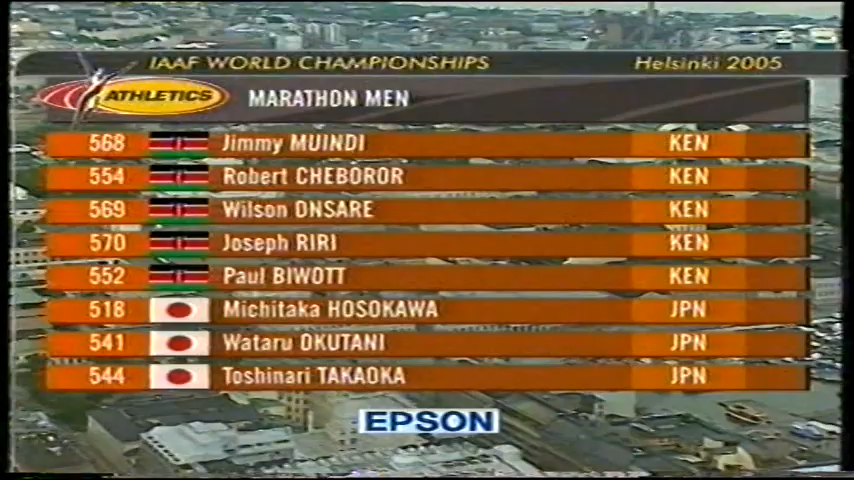 IAAF WORLD CHAMPIONSHIPS Helsinki 2005
ATHLETICS MARATHON MEN
568 Jimmy MUINDI KEN
554 Robert CHEBOROR KEN
569 Wilson ONSARE KEN
570 Joseph RIRI KEN
552 Paul BIWOTT KEN
518 Michitaka HOSOKAWA JPN
541 Wataru OKUTANI JPN
544 Toshinari TAKAOKA JPN
EPSON